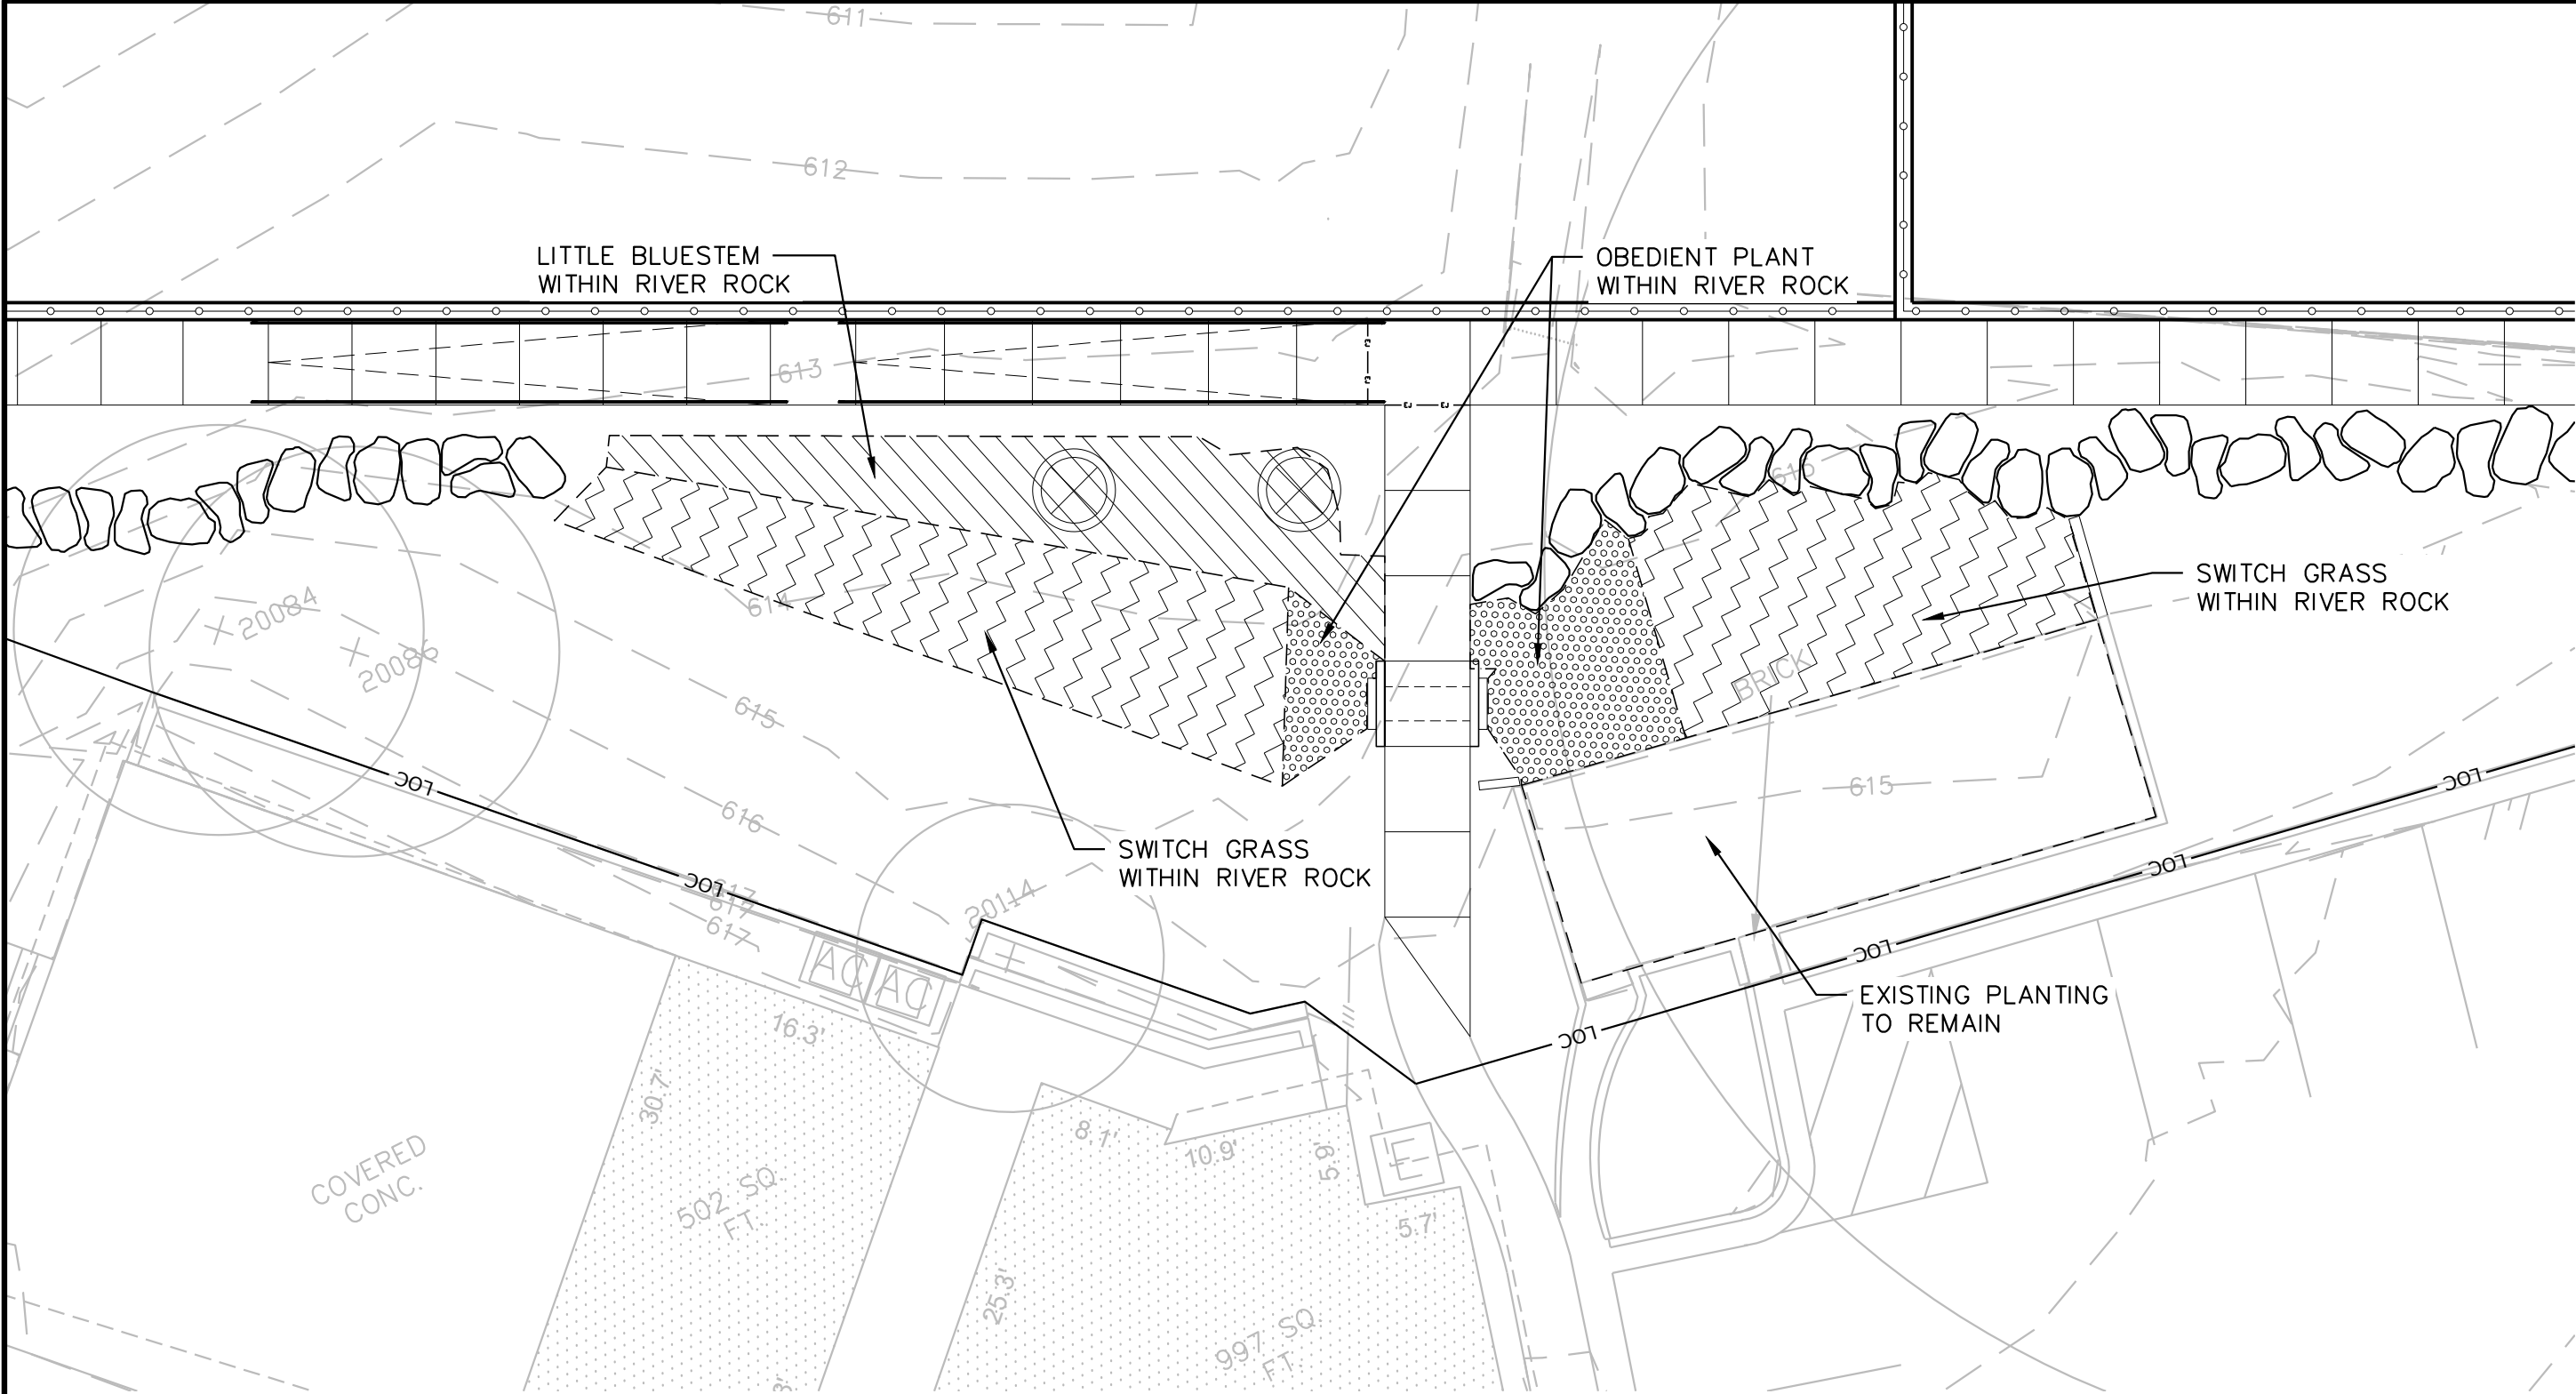 611
612
LITTLE BLUESTEM
WITHIN RIVER ROCK
OBEDIENT PLANT
WITHIN RIVER ROCK
613
615
614
20084
20086
SWITCH GRASS
WITHIN RIVER ROCK
BRICK
615
615
616
LOC
LOC
SWITCH GRASS
WITHIN RIVER ROCK
LOC
LOC
617
617
617
20114
LOC
LOC
AC
AC
EXISTING PLANTING
TO REMAIN
16.3'
30.7'
8.1'
10.9'
5.9'
E
5.7'
COVERED
CONC.
502 SQ.
FT.
25.3'
997 SQ.
FT.